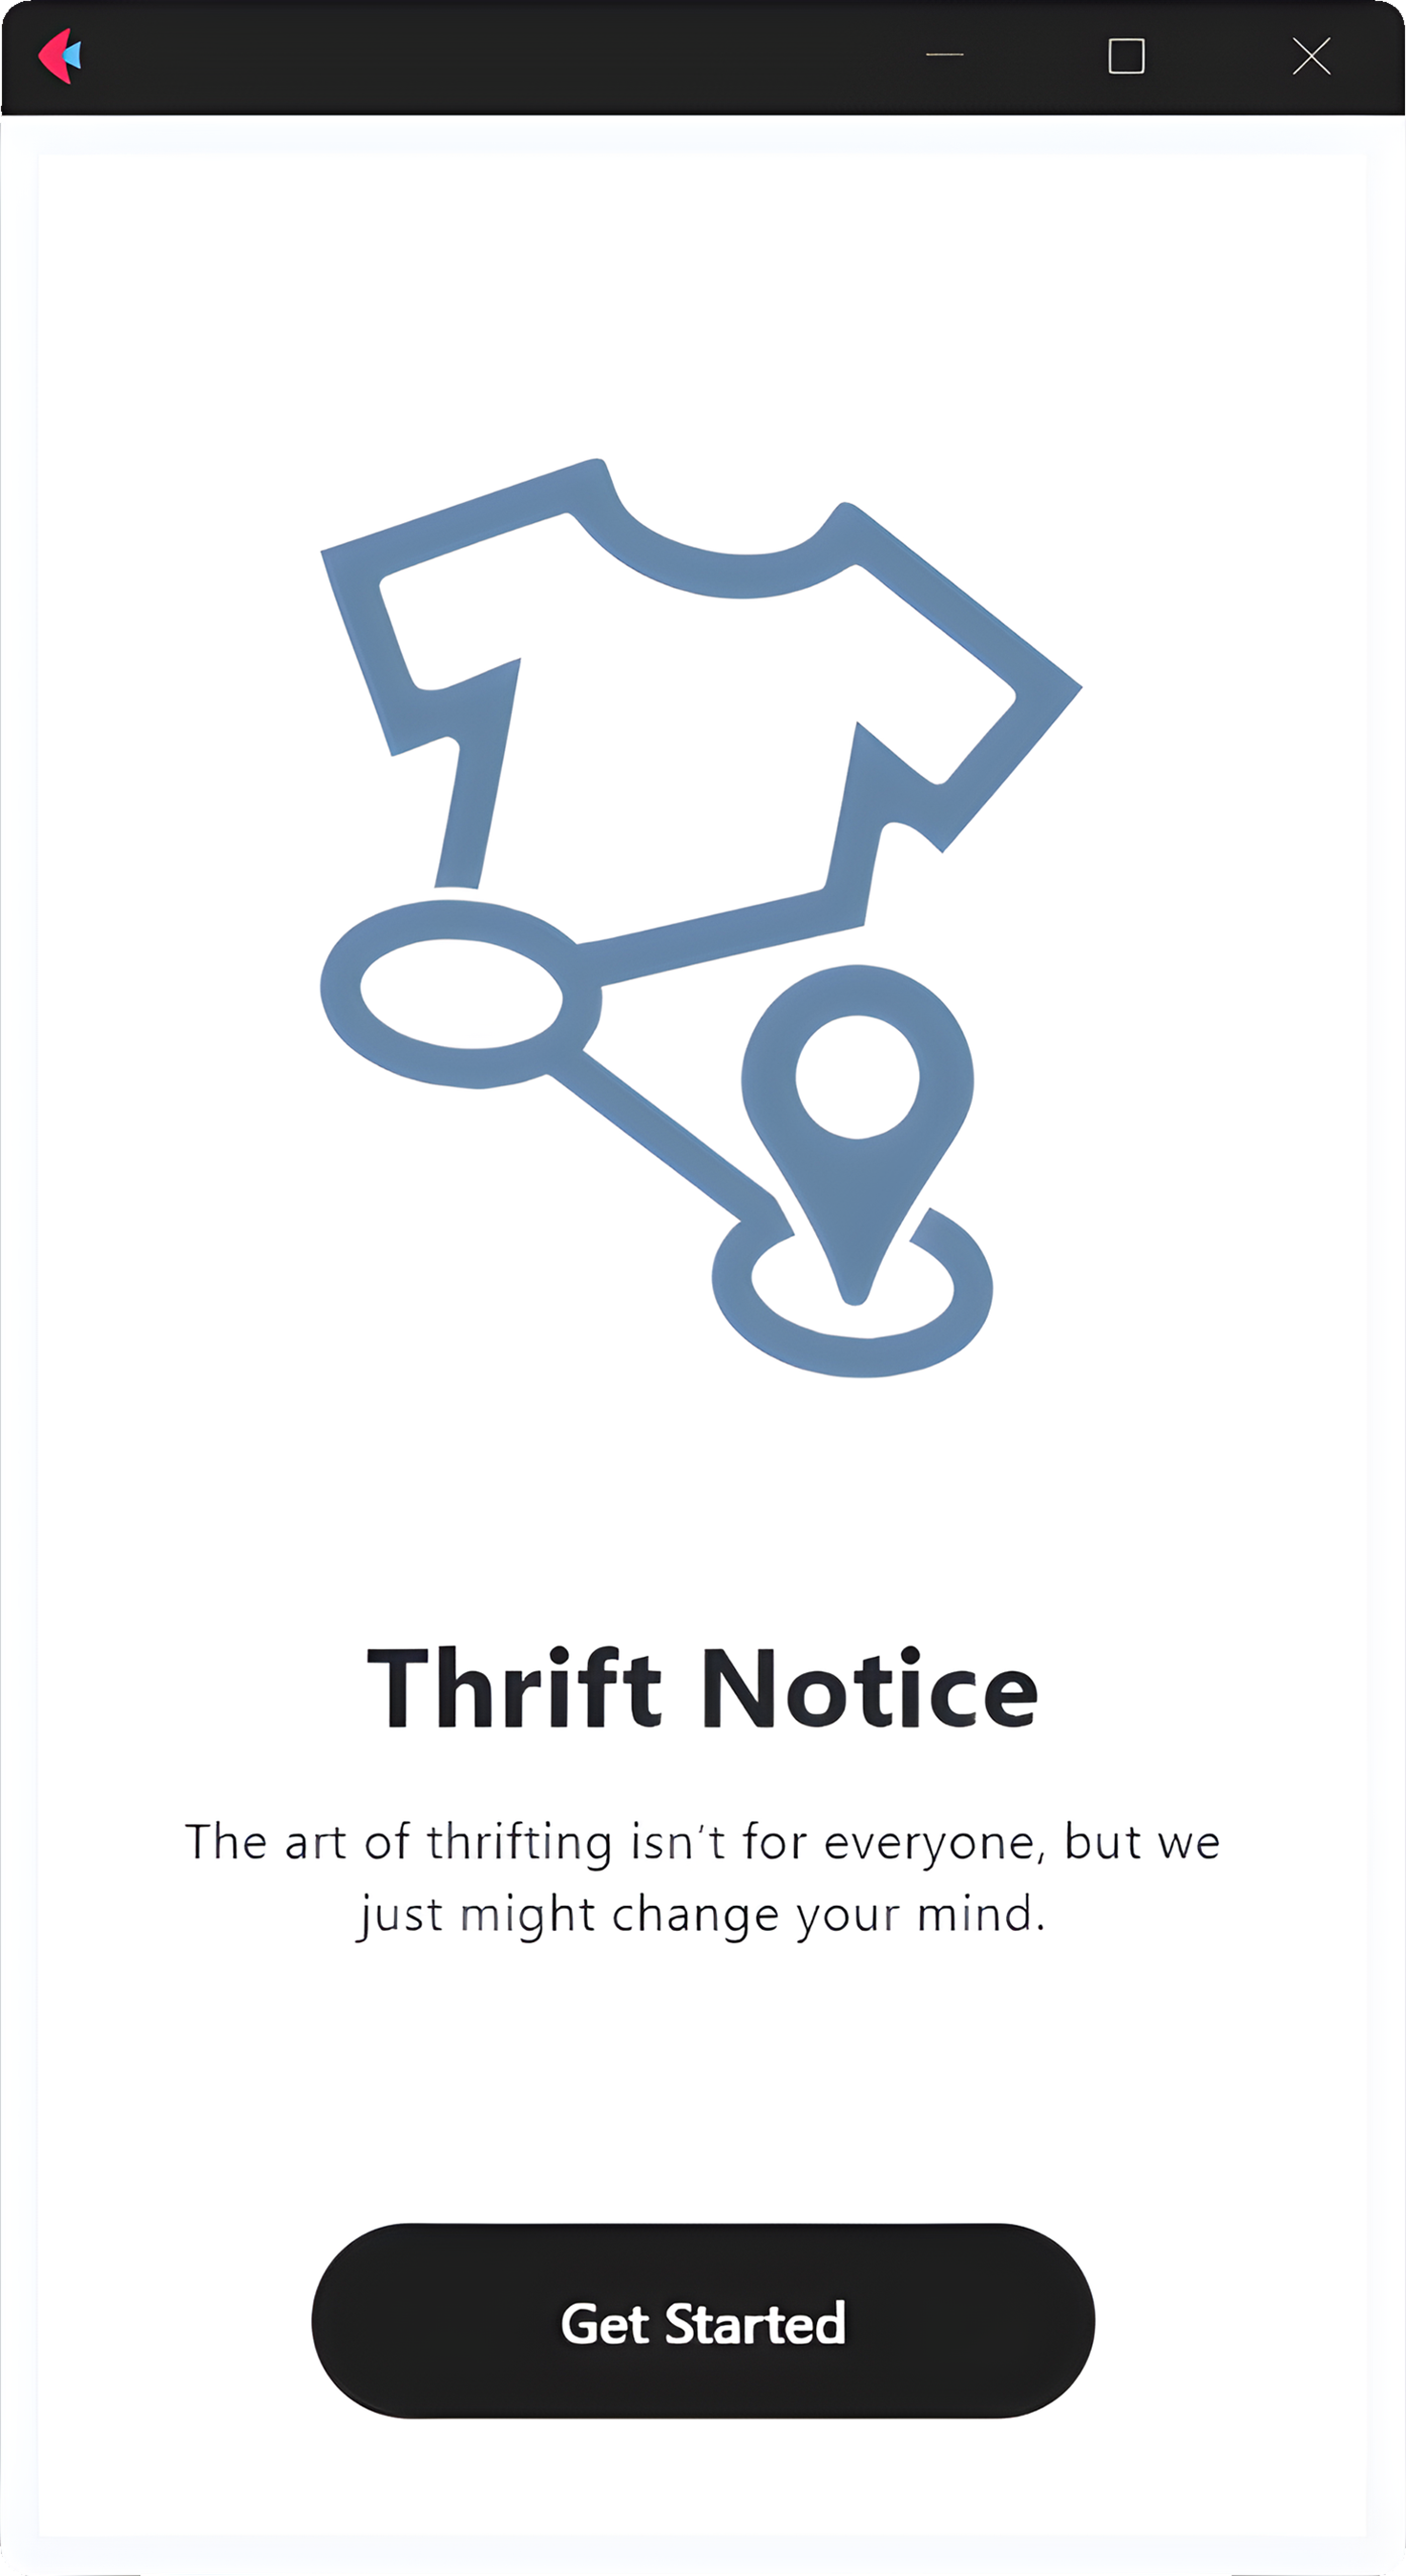 Thrift Notice
The art of thrifting isn't for everyone, but we
just might change your mind.
Get Started